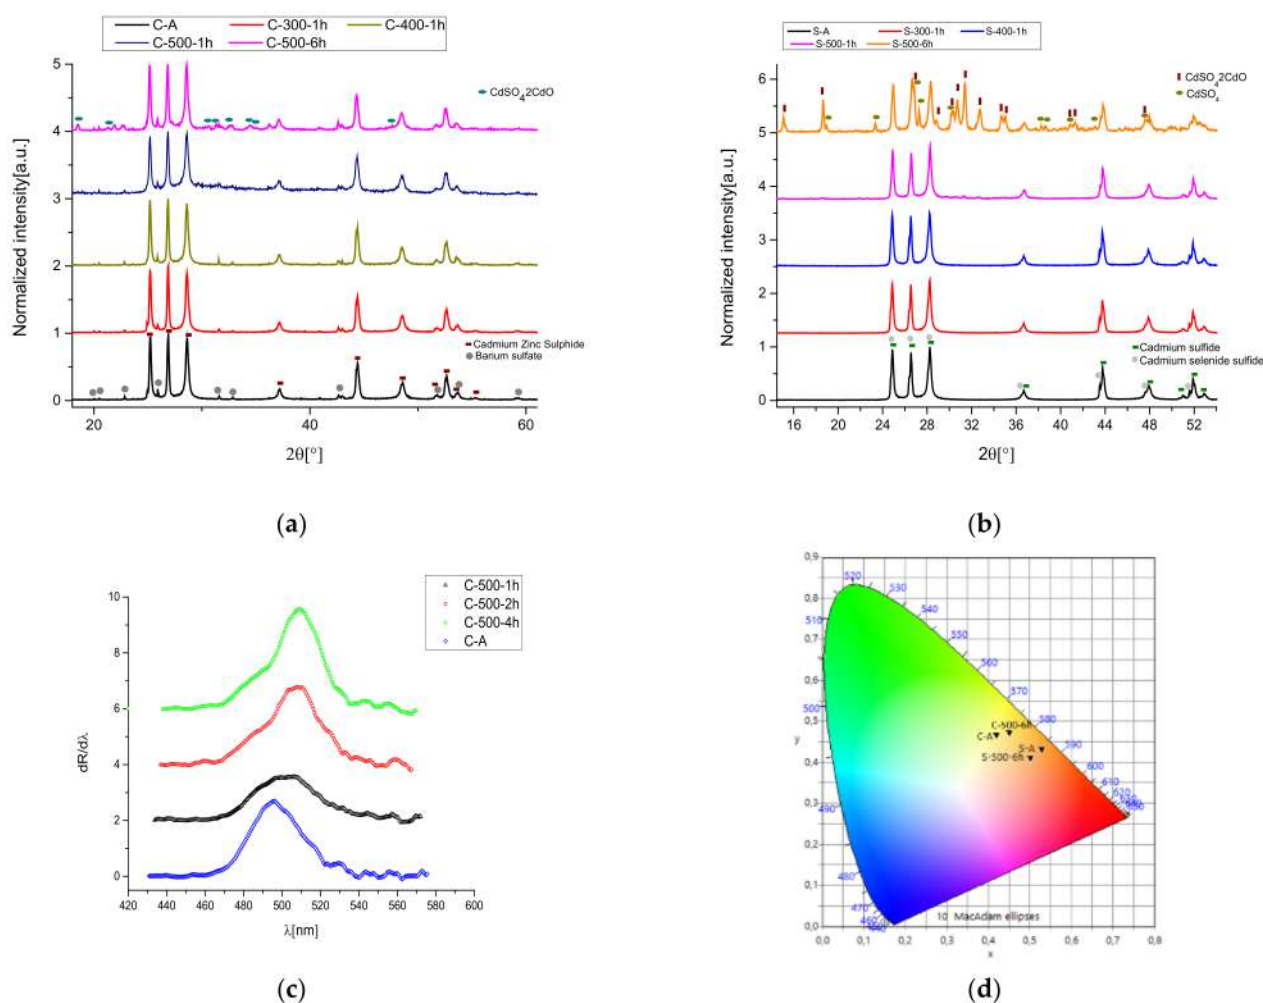 C-A C-300-1h C-400-1h
C-500-1h C-500-6h
5
4
3
2
1
0
Normalized intensity[a.u.]
CdSO42CdO
Cadmium Zinc Sulphide
Barium sulfate
20 40 60
2θ[°]
(a)
S-A S-300-1h S-400-1h
S-500-1h S-500-6h
6
5
4
3
2
1
0
Normalized intensity[a.u.]
CdSO42CdO
CdSO4
Cadmium sulfide
Cadmium selenide sulfide
16 20 24 28 32 36 40 44 48 52
2θ[°]
(b)
C-500-1h
C-500-2h
C-500-4h
C-A
10
8
6
4
2
0
dR/dλ
420 440 460 480 500 520 540 560 580 600
λ[nm]
(c)
0,9
0,8
0,7
0,6
0,5
0,4
0,3
0,2
0,1
0,0
y
520
530
540
550
560
570
580
590
600
610
620
510
500
490
480
470
460
C-500-6h
C-A
S-A
S-500-6h
10 MacAdam ellipses
0,0 0,1 0,2 0,3 0,4 0,5 0,6 0,7 0,8
x
(d)